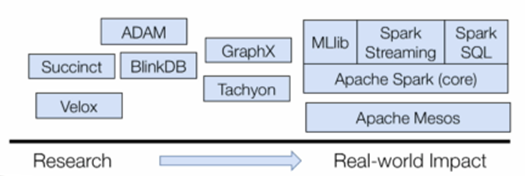 ADAM
Succinct
BlinkDB
Velox
GraphX
Tachyon
MLlib
Spark
Streaming
Spark
SQL
Apache Spark (core)
Apache Mesos
Research
Real-world Impact